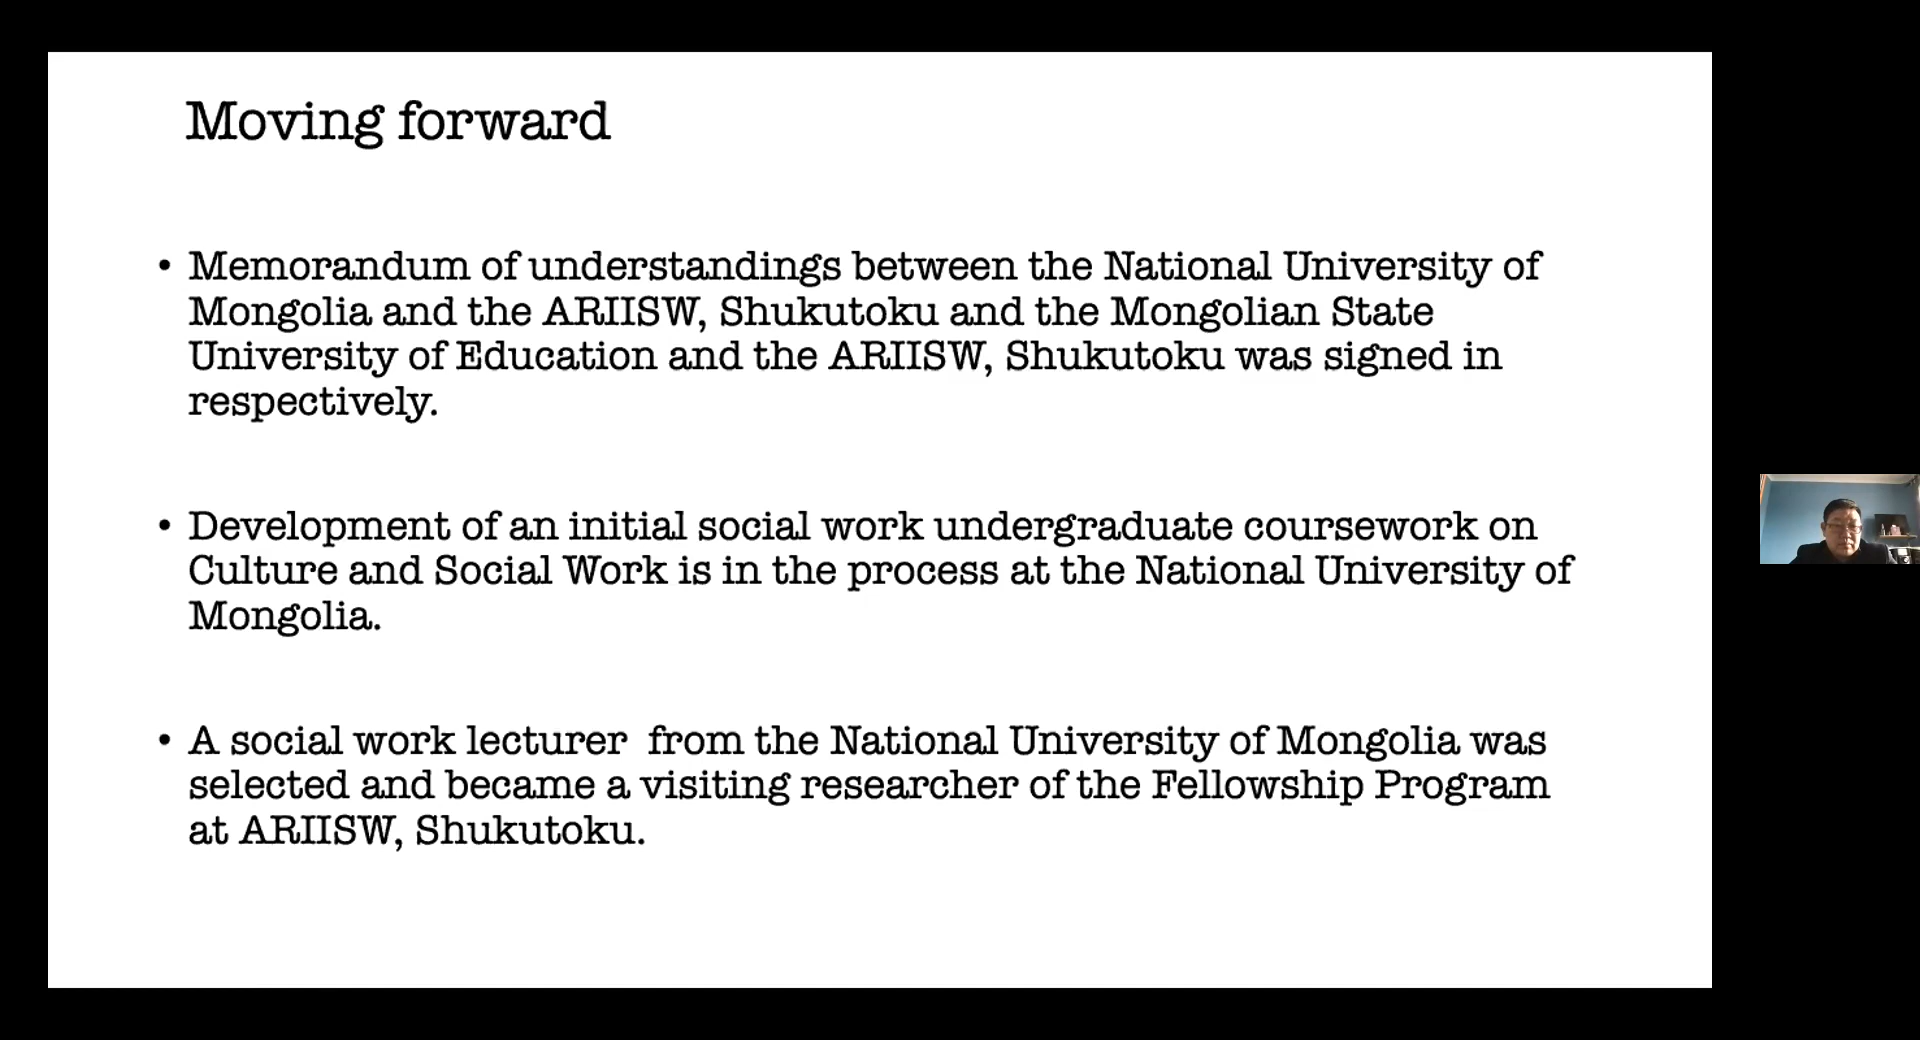 Moving forward
• Memorandum of understandings between the National University of
Mongolia and the ARIISW, Shukutoku and the Mongolian State
University of Education and the ARIISW, Shukutoku was signed in
respectively.
• Development of an initial social work undergraduate coursework on
Culture and Social Work is in the process at the National University of
Mongolia.
• A social work lecturer  from the National University of Mongolia was
selected and became a visiting researcher of the Fellowship Program
at ARIISW, Shukutoku.